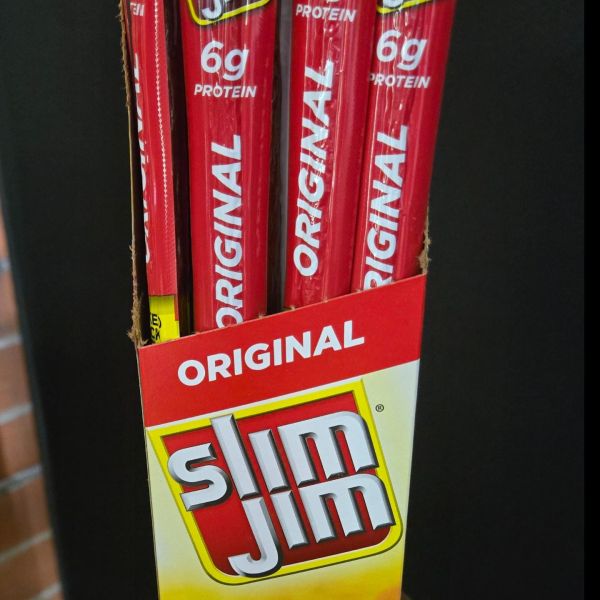 6g
PROTEIN
ORIGINAL
PROTEIN
ORIGINAL
6g
PROTEIN
ORIGINAL
ORIGINAL
slim
jim
®